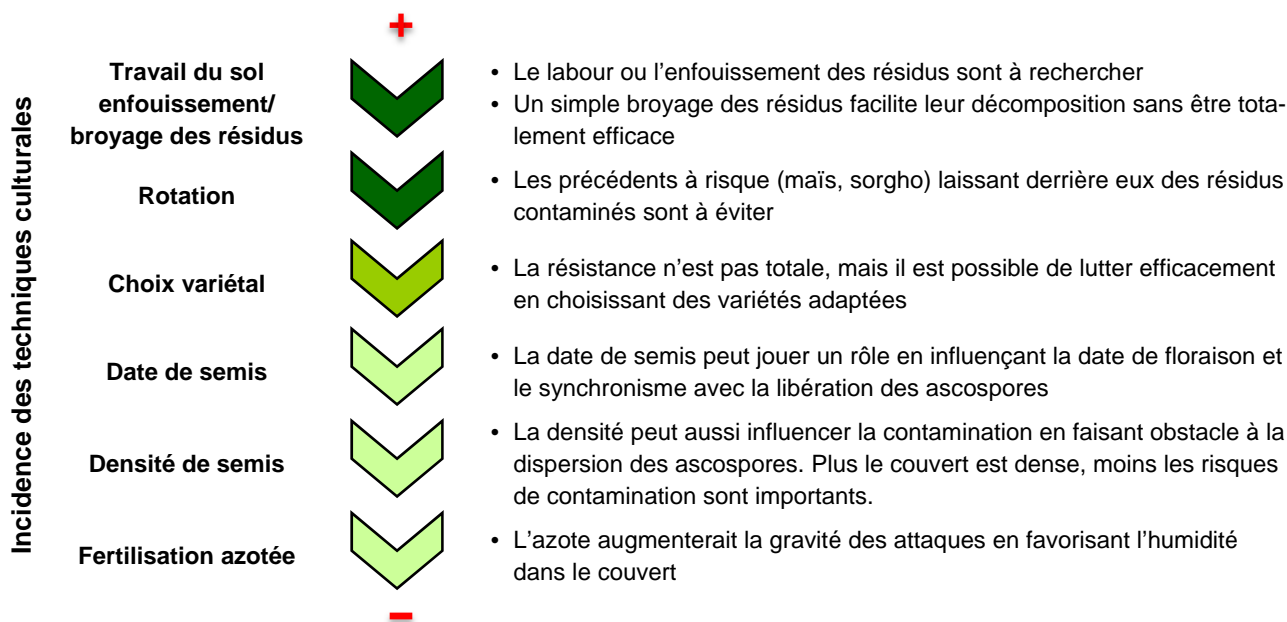 +
Incidence des techniques culturales
Travail du sol
enfouissement/
broyage des résidus
• Le labour ou l’enfouissement des résidus sont à rechercher
• Un simple broyage des résidus facilite leur décomposition sans être tota-
lement efficace
Rotation
• Les précédents à risque (maïs, sorgho) laissant derrière eux des résidus
contaminés sont à éviter
Choix variétal
• La résistance n’est pas totale, mais il est possible de lutter efficacement
en choisissant des variétés adaptées
Date de semis
• La date de semis peut jouer un rôle en influençant la date de floraison et
le synchronisme avec la libération des ascospores
Densité de semis
• La densité peut aussi influencer la contamination en faisant obstacle à la
dispersion des ascospores. Plus le couvert est dense, moins les risques
de contamination sont importants.
Fertilisation azotée
• L’azote augmenterait la gravité des attaques en favorisant l’humidité
dans le couvert
–